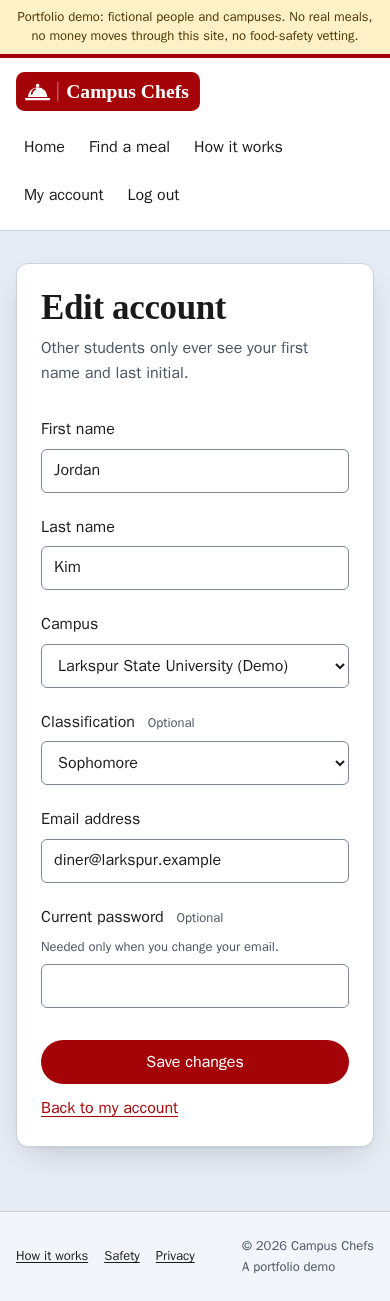 Portfolio demo: fictional people and campuses. No real meals,
no money moves through this site, no food-safety vetting.
Campus Chefs
Home Find a meal How it works
My account Log out
Edit account
Other students only ever see your first
name and last initial.
First name
Jordan
Last name
Kim
Campus
Larkspur State University (Demo)
Classification Optional
Sophomore
Email address
diner@larkspur.example
Current password Optional
Needed only when you change your email.
Save changes
Back to my account
How it works Safety Privacy
© 2026 Campus Chefs
A portfolio demo